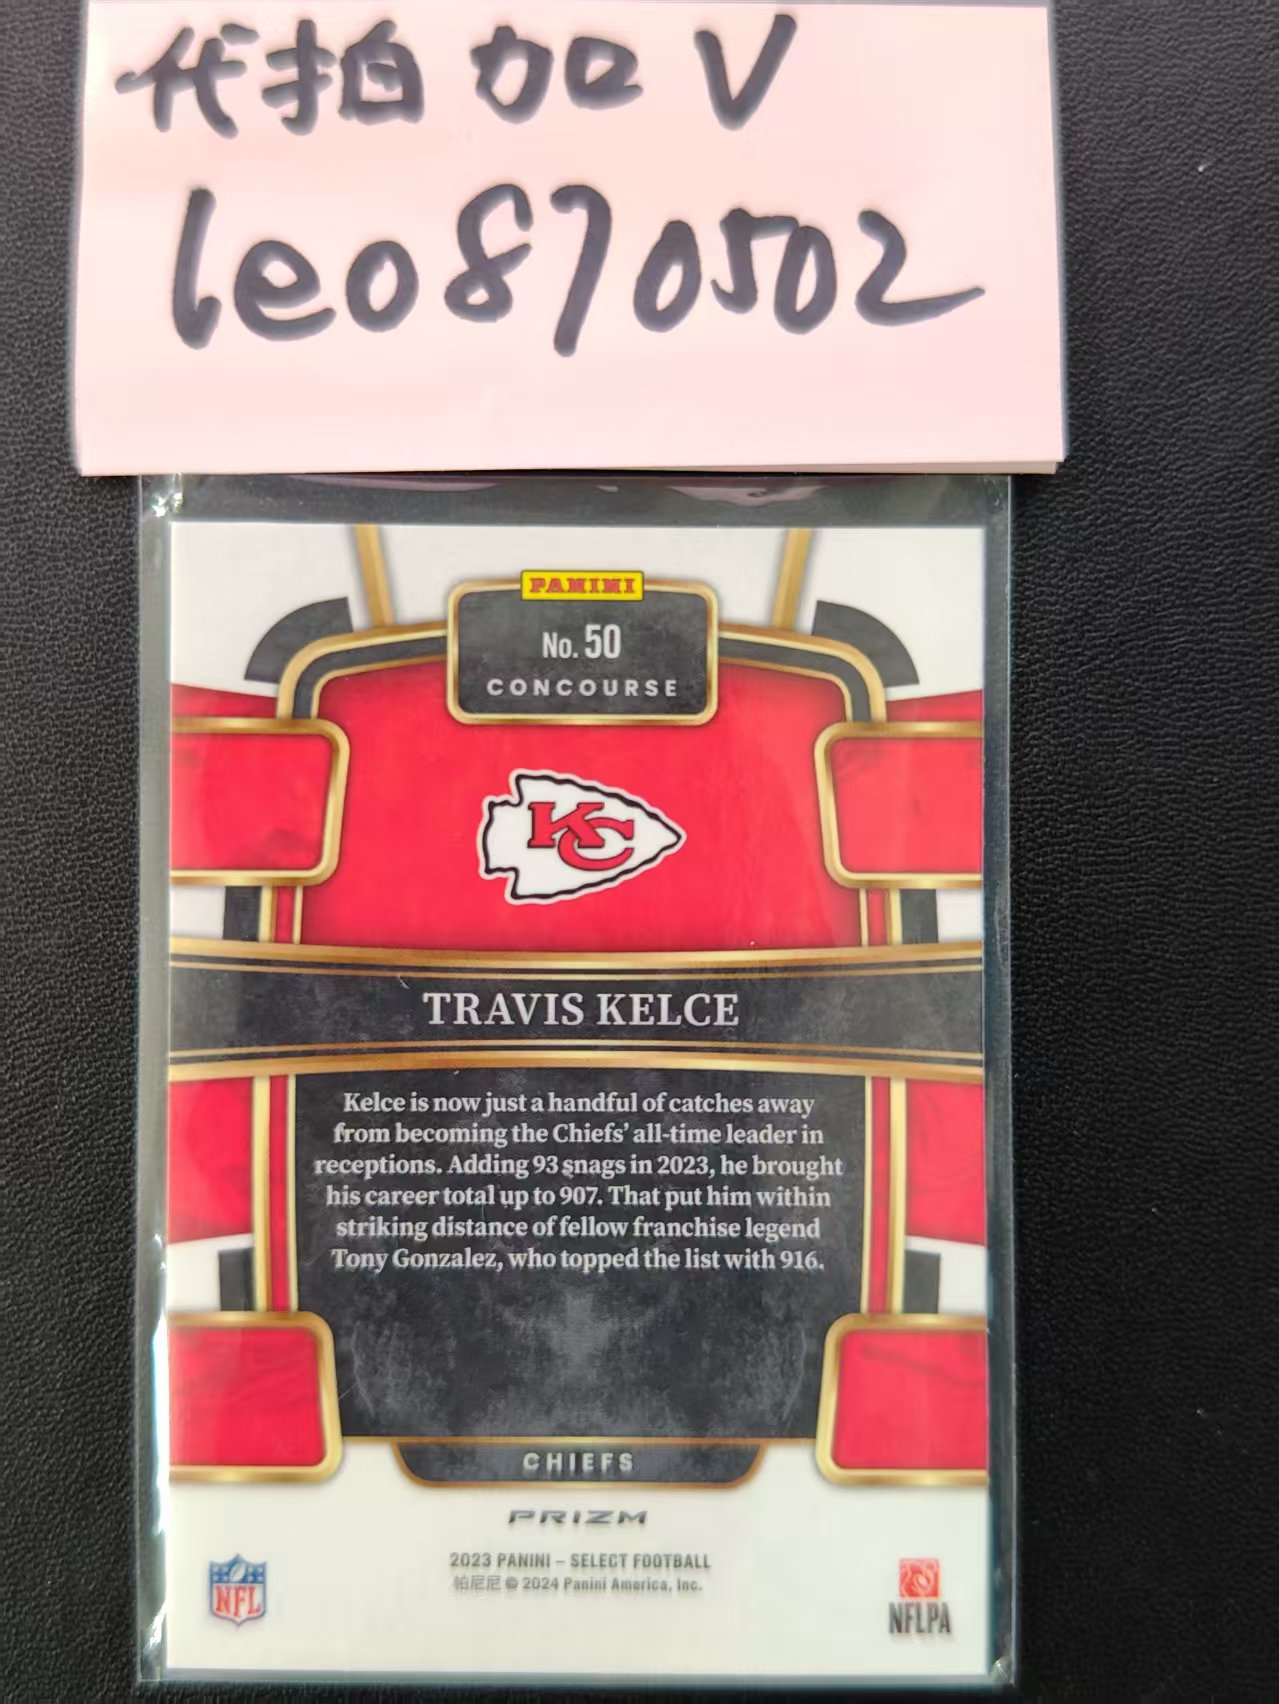 代拍加V
leo870502
PANINI
No. 50
CONCOURSE
KC
TRAVIS KELCE
Kelce is now just a handful of catches away
from becoming the Chiefs' all-time leader in
receptions. Adding 93 snags in 2023, he brought
his career total up to 907. That put him within
striking distance of fellow franchise legend
Tony Gonzalez, who topped the list with 916.
CHIEFS
PRIZM
2023 PANINI – SELECT FOOTBALL
帕尼尼 © 2024 Panini America, Inc.
NFL
NFLPA